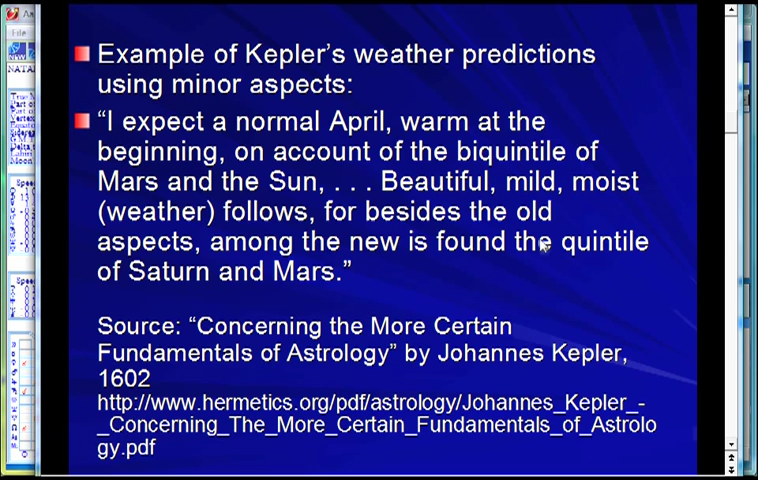 Example of Kepler's weather predictions
using minor aspects:
"I expect a normal April, warm at the
beginning, on account of the biquintile of
Mars and the Sun, . . . Beautiful, mild, moist
(weather) follows, for besides the old
aspects, among the new is found the quintile
of Saturn and Mars."
Source: "Concerning the More Certain
Fundamentals of Astrology" by Johannes Kepler,
1602
http://www.hermetics.org/pdf/astrology/Johannes_Kepler_-
_Concerning_The_More_Certain_Fundamentals_of_Astrolo
gy.pdf
File
NATAL